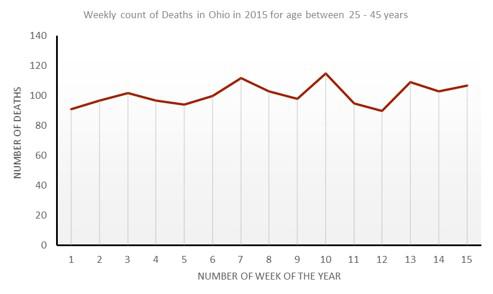 Weekly count of Deaths in Ohio in 2015 for age between 25 - 45 years
140
120
100
80
60
40
20
0
NUMBER OF DEATHS
1 2 3 4 5 6 7 8 9 10 11 12 13 14 15
NUMBER OF WEEK OF THE YEAR